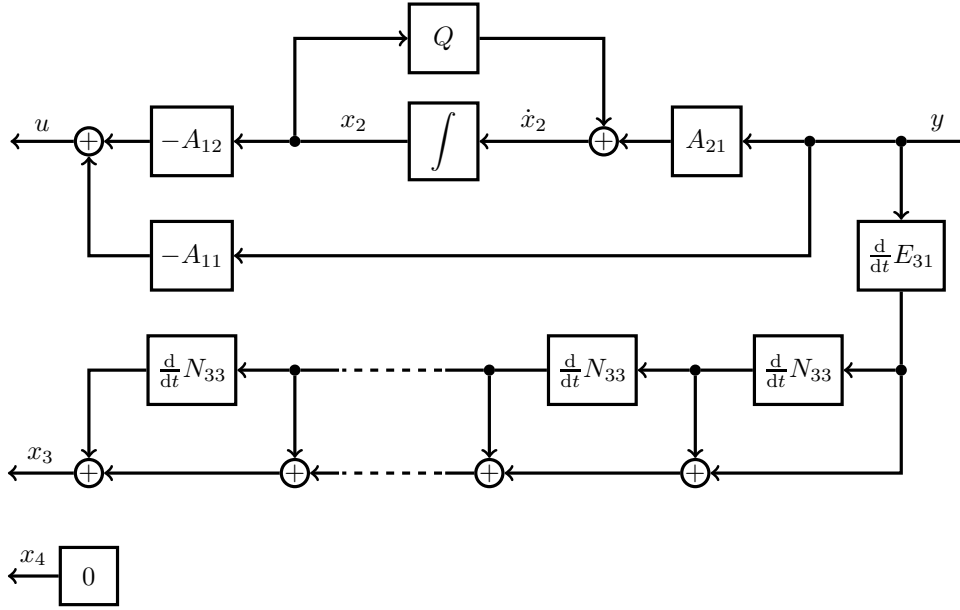 Q
u + −A₁₂ x₂ ∫ ẋ₂ + A₂₁ y
−A₁₁ d/dt E₃₁
d/dt N₃₃ d/dt N₃₃ d/dt N₃₃
x₃ + + + +
x₄ 0